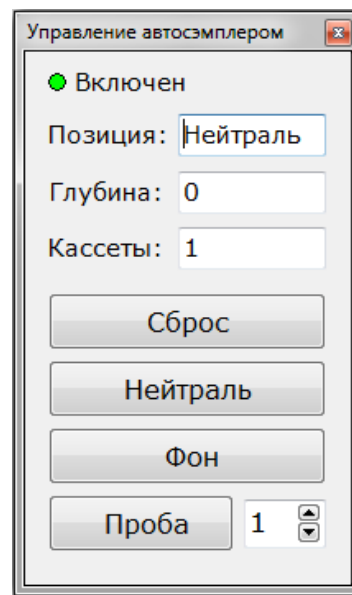 Управление автосэмплером
Включен
Позиция: Нейтраль
Глубина: 0
Кассеты: 1
Сброс
Нейтраль
Фон
Проба 1